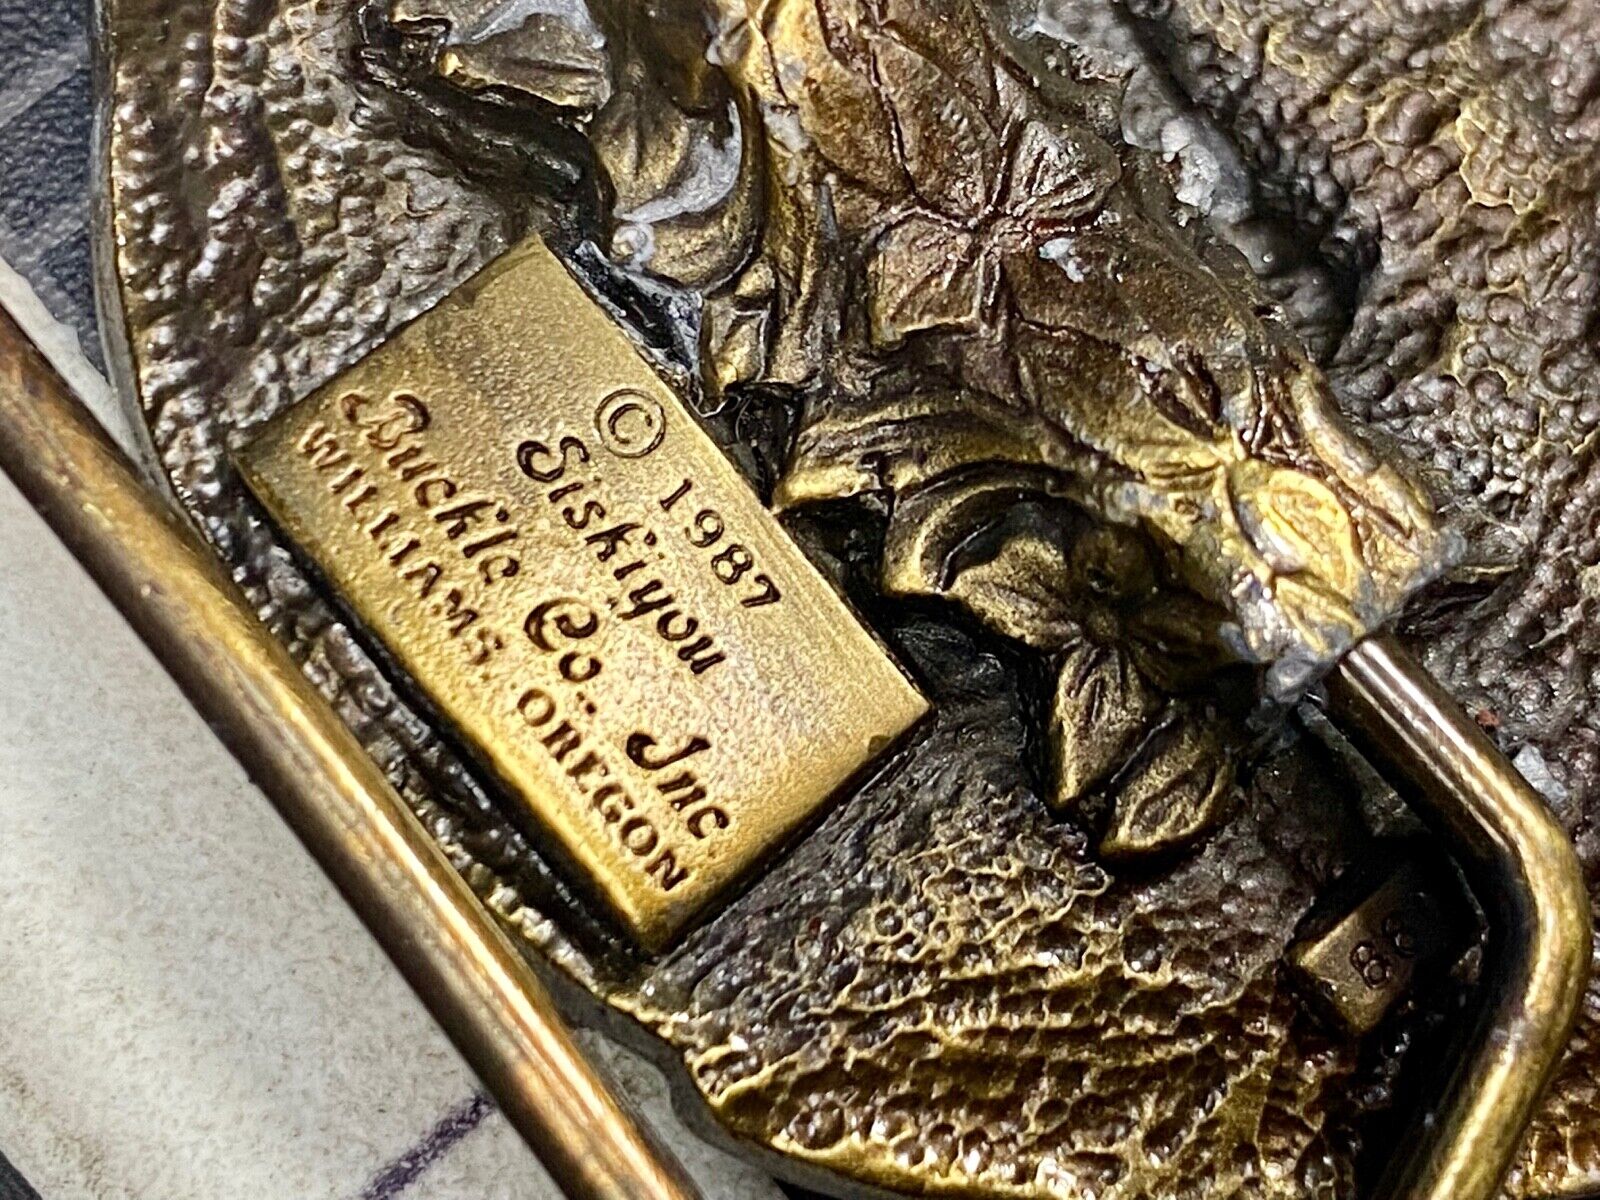 © 1987
Siskiyou
Buckle Co. Inc.
WILLIAMS. OREGON